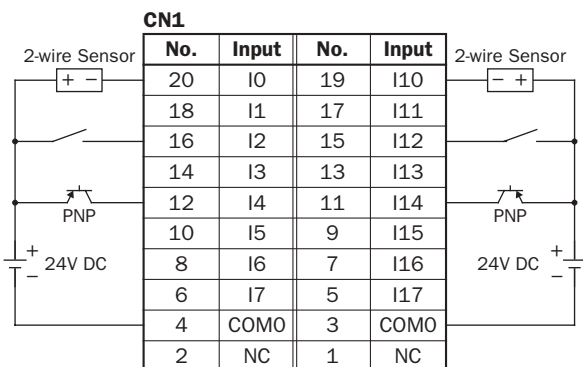 CN1
2-wire Sensor No. Input No. Input 2-wire Sensor
+ − 20 I0 19 I10 − +
18 I1 17 I11
16 I2 15 I12
14 I3 13 I13
12 I4 11 I14
PNP PNP
10 I5 9 I15
+ 24V DC − 8 I6 7 I16 24V DC + −
6 I7 5 I17
4 COM0 3 COM0
2 NC 1 NC